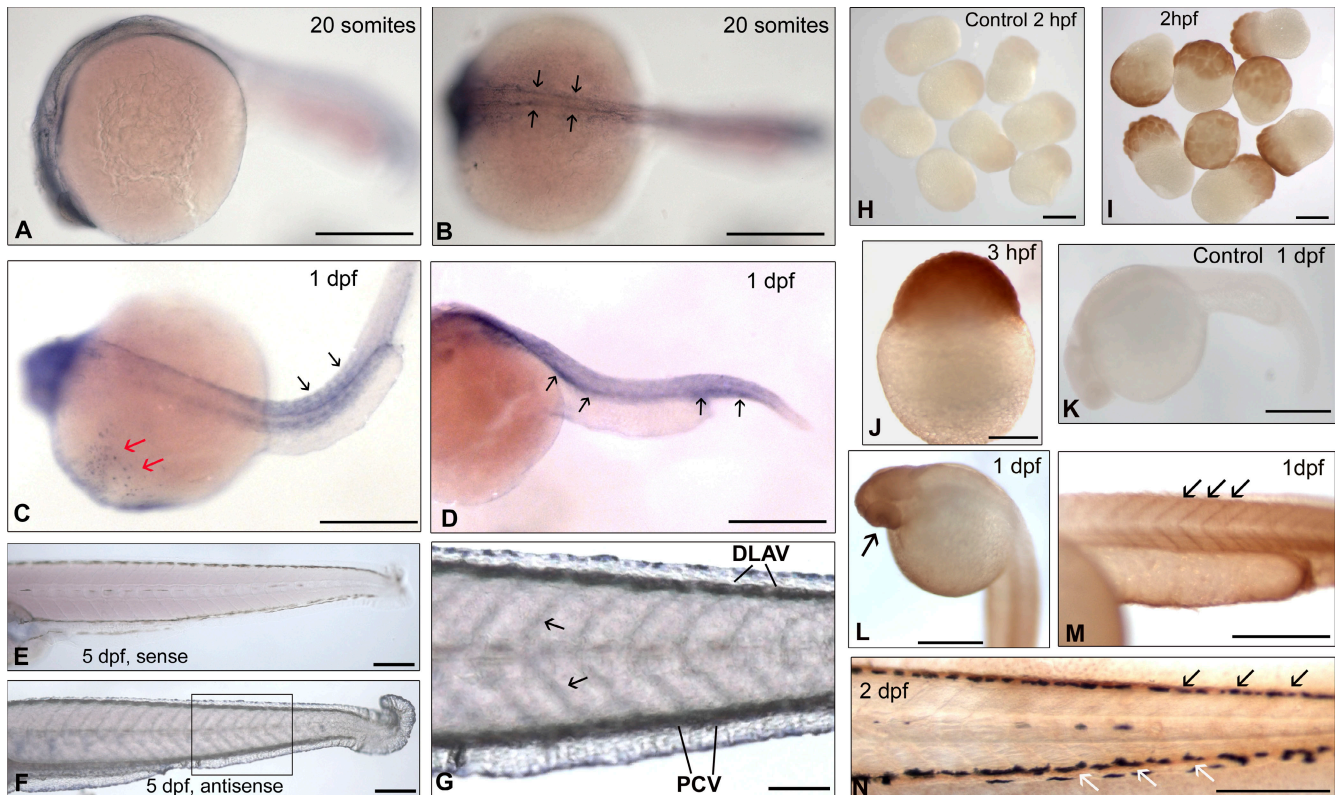 20 somites
A
20 somites
B
Control 2 hpf
H
2hpf
I
1 dpf
C
1 dpf
D
3 hpf
J
Control 1 dpf
K
1 dpf
L
1dpf
M
5 dpf, sense
E
5 dpf, antisense
F
DLAV
PCV
G
2 dpf
N